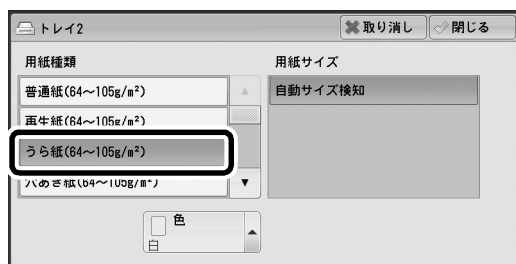 トレイ2
取り消し
閉じる
用紙種類
用紙サイズ
普通紙(64～105g/m²)
自動サイズ検知
再生紙(64～105g/m²)
うら紙(64～105g/m²)
穴あき紙(64～105g/m²)
色
白